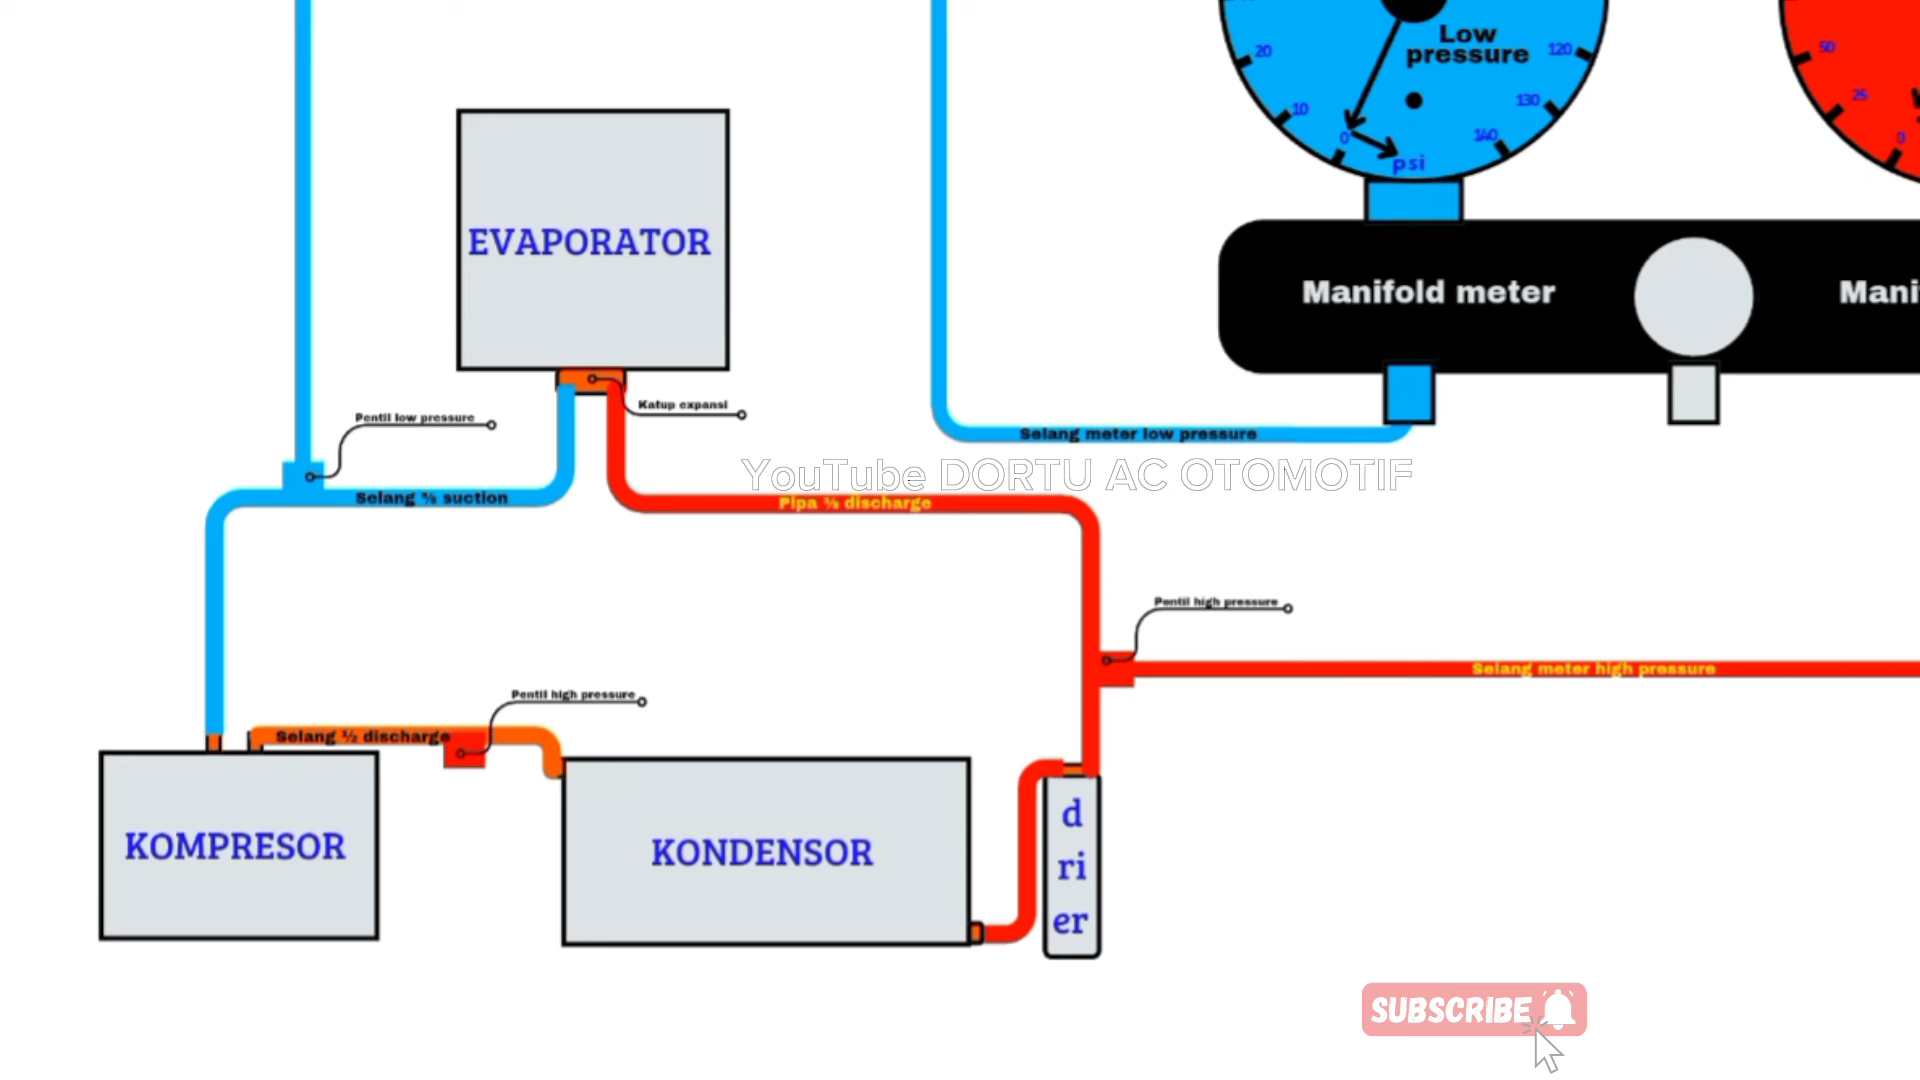 Low
pressure
20
10
0
120
130
140
psi
50
25
0
EVAPORATOR
Manifold meter
Mani
Katup expansi
Pentil low pressure
Selang meter low pressure
YouTube DORTU AC OTOMOTIF
Selang ⅝ suction
Pipa ⅜ discharge
Pentil high pressure
Selang meter high pressure
Pentil high pressure
Selang ½ discharge
KOMPRESOR
KONDENSOR
d
ri
er
SUBSCRIBE